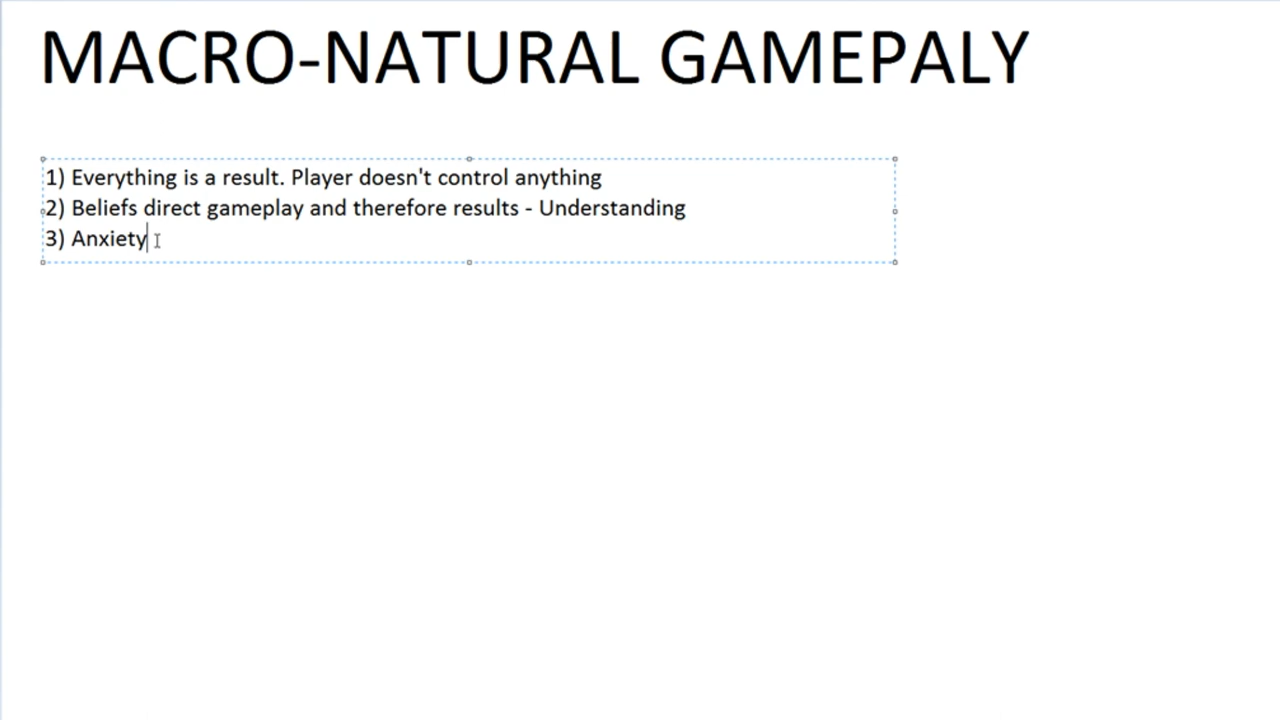 MACRO-NATURAL GAMEPALY
1) Everything is a result. Player doesn't control anything
2) Beliefs direct gameplay and therefore results - Understanding
3) Anxiety